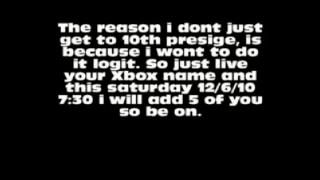 The reason i dont just
get to 10th presige, is
because i wont to do
it logit. So just live
your Xbox name and
this saturday 12/6/10
7:30 i will add 5 of you
so be on.